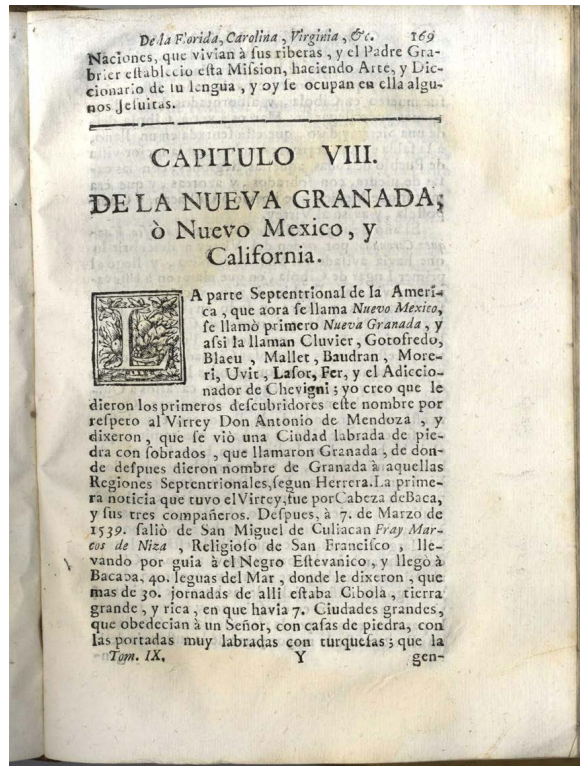 De la Florida, Carolina, Virginia, &c. 169
Naciones, que vivian à sus riberas, y el Padre Gra-
brier establecio esta Mission, haciendo Arte, y Dic-
cionario de su lengua, y oy se ocupan en ella algu-
nos Jesuitas.
CAPITULO VIII.
DE LA NUEVA GRANADA,
ò Nuevo Mexico, y
California.
LA parte Septentrional de la Ameri-
ca, que aora se llama Nuevo Mexico,
se llamò primero Nueva Granada, y
assi la llaman Cluvier, Gotofredo,
Blaeu, Mallet, Baudran, More-
ri, Uvit, Lafor, Fer, y el Adiccio-
nador de Chevigni; yo creo que le
dieron los primeros descubridores este nombre por
respeto al Virrey Don Antonio de Mendoza, y
dixeron, que se viò una Ciudad labrada de pie-
dra con sobrados, que llamaron Granada, de don-
de despues dieron nombre de Granada à aquellas
Regiones Septentrionales, segun Herrera. La prime-
ra noticia que tuvo el Virrey, fue por Cabeza de Baca,
y sus tres compañeros. Despues, à 7. de Marzo de
1539. saliò de San Miguel de Culiacan Fray Mar-
cos de Niza, Religioso de San Francisco, lle-
vando por guia à el Negro Estevanico, y llegò à
Bacapa, 40. leguas del Mar, donde le dixeron, que
mas de 30. jornadas de alli estaba Cibola, tierra
grande, y rica, en que havia 7. Ciudades grandes,
que obedecian à un Señor, con casas de piedra, con
las portadas muy labradas con turquesas; que la
Tom. IX. Y gen-